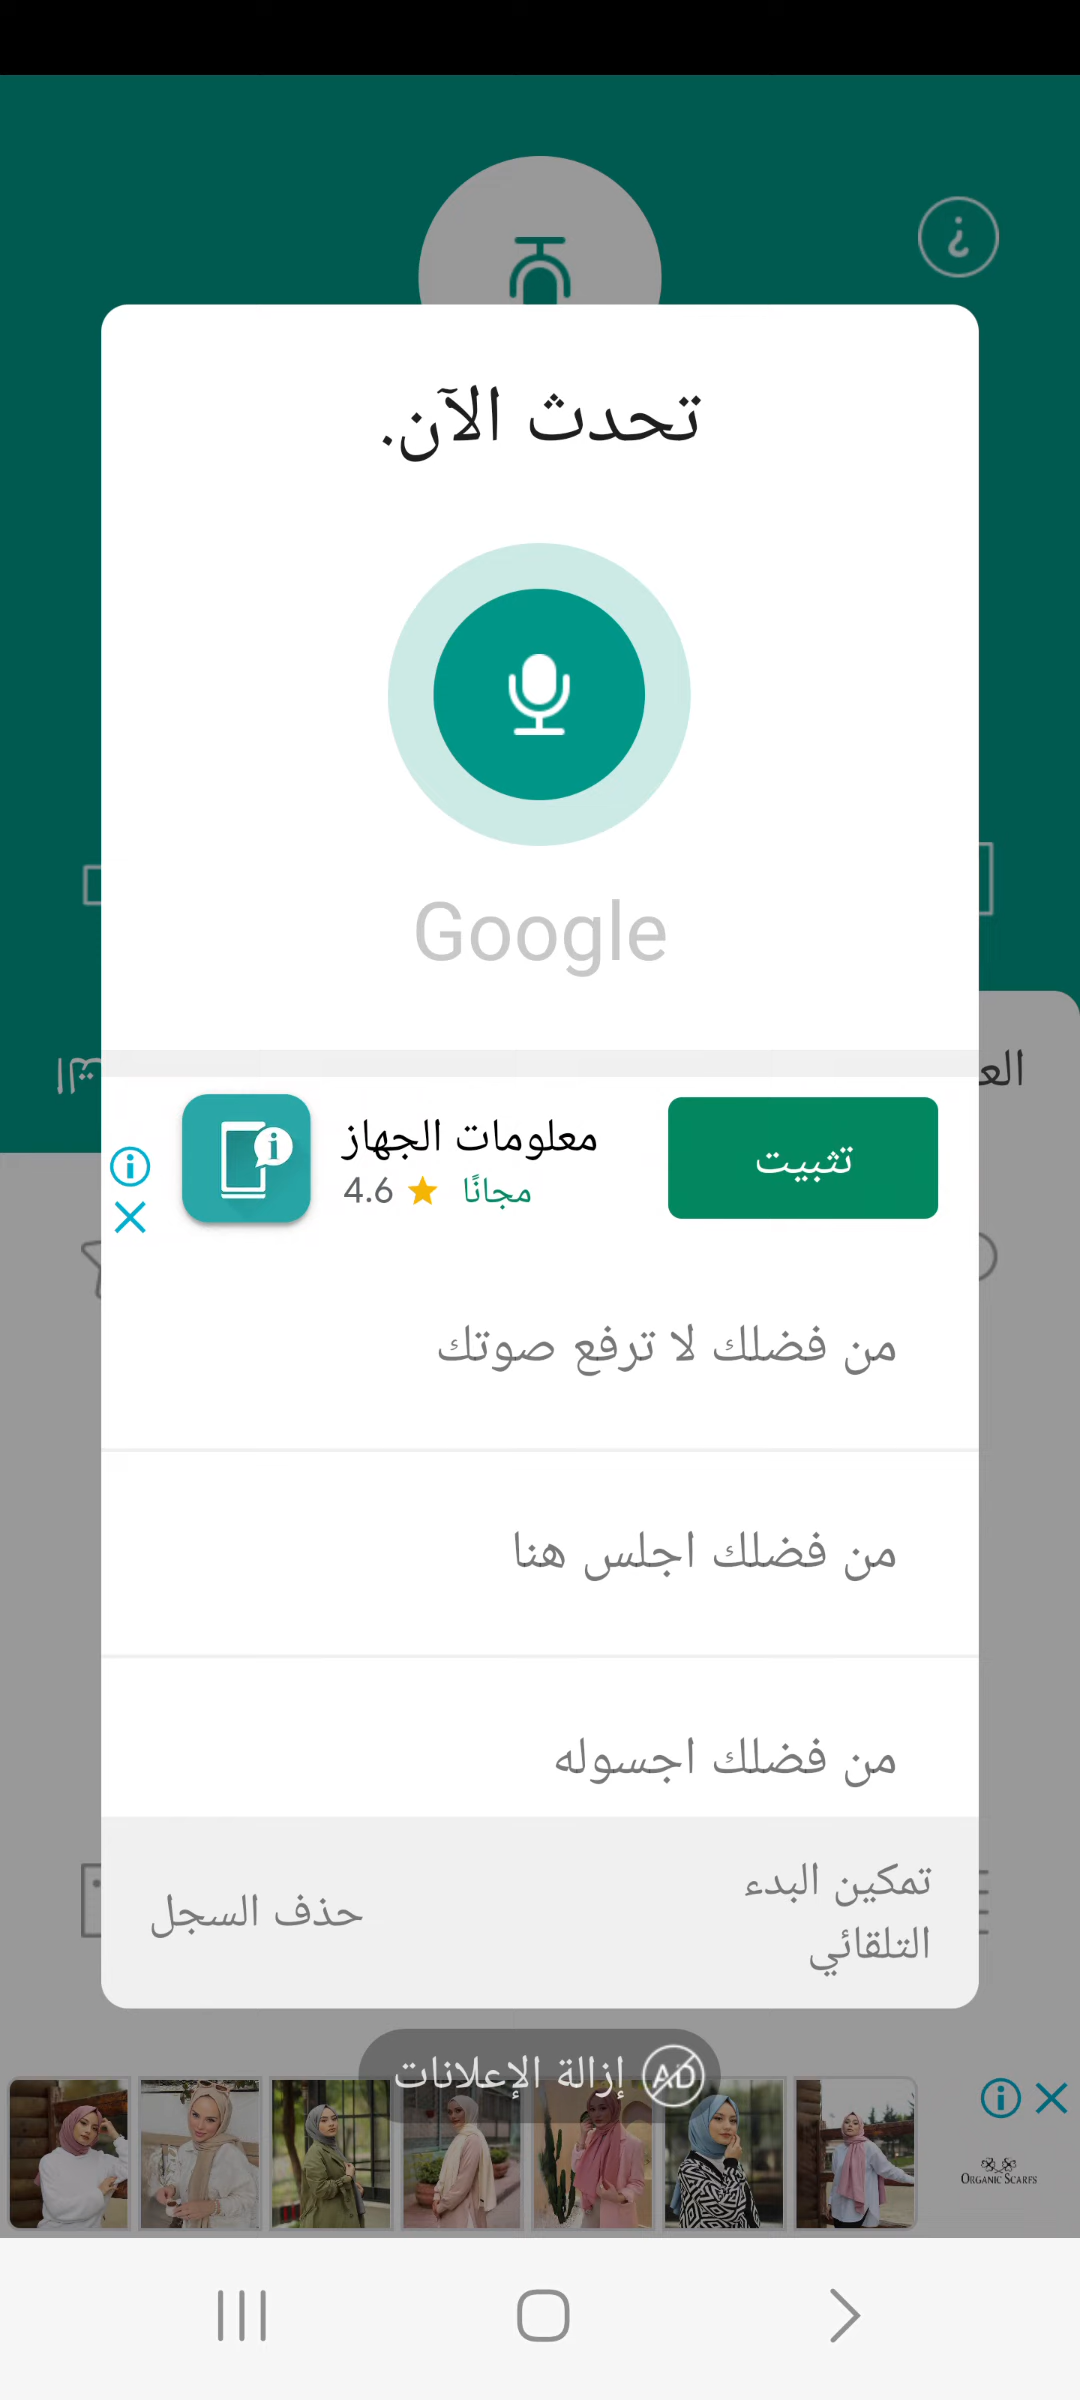 تحدث الآن.
Google
الع
معلومات الجهاز
4.6 ★ مجانًا
تثبيت
من فضلك لا ترفع صوتك
من فضلك اجلس هنا
من فضلك اجسوله
تمكين البدء
التلقائي
حذف السجل
إزالة الإعلانات AD
ORGANIC SCARFS